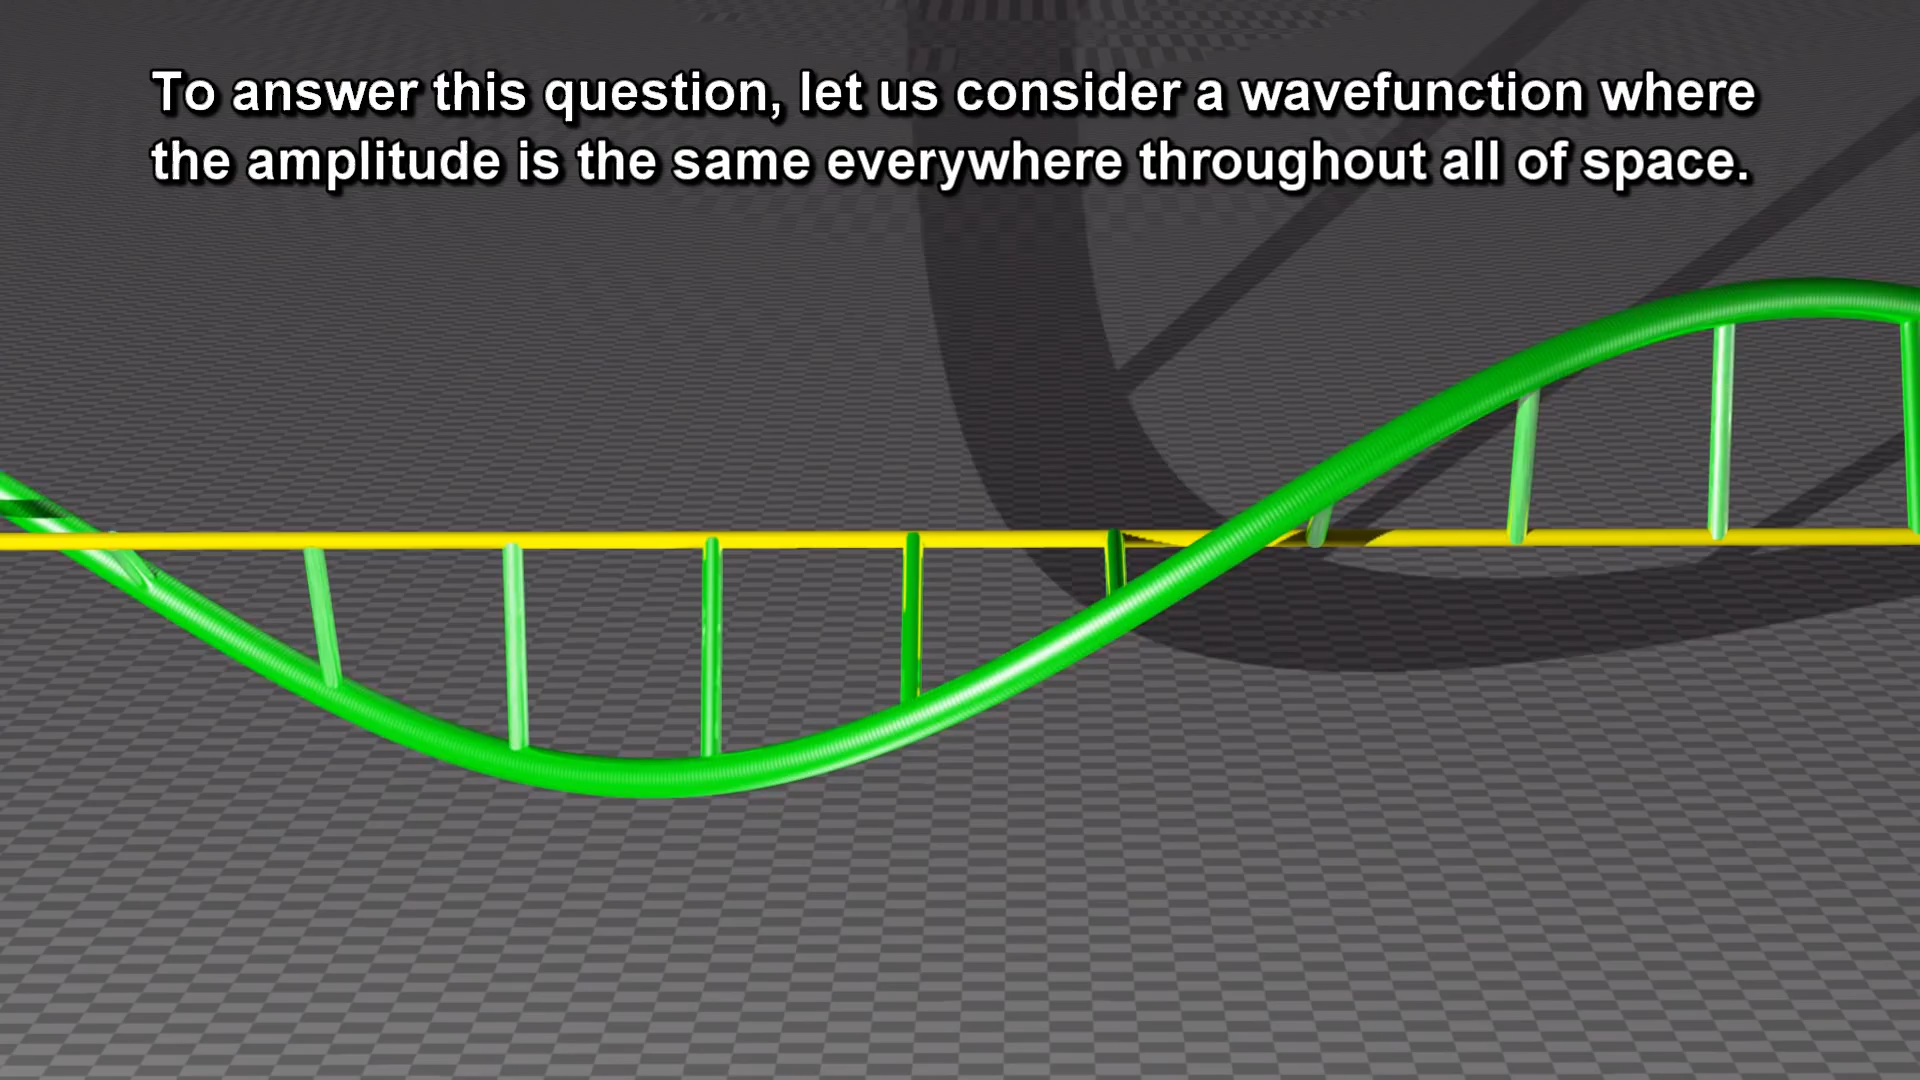 To answer this question, let us consider a wavefunction where
the amplitude is the same everywhere throughout all of space.